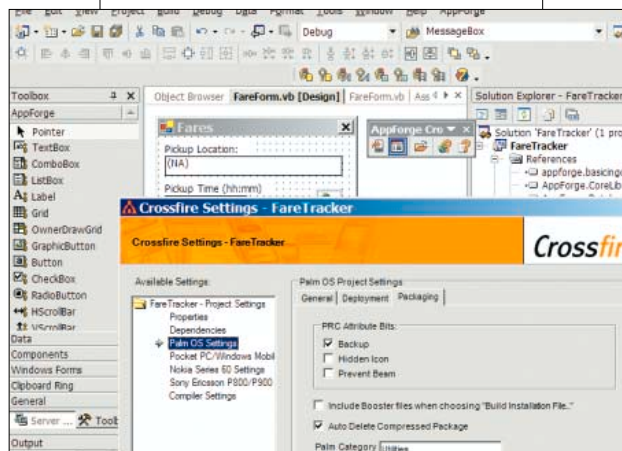 File Edit View Project Build Debug Data Format Tools Window Help AppForge
Debug MessageBox
Toolbox
Object Browser FareForm.vb [Design] FareForm.vb Ass
Solution Explorer - FareTracker
AppForge
Pointer
TextBox
ComboBox
ListBox
Label
Grid
OwnerDrawGrid
GraphicButton
Button
CheckBox
RadioButton
HScrollBar
VScrollBar
Data
Components
Windows Forms
Clipboard Ring
General
Server ... Toolb
Output
Fares
Pickup Location:
(NA)
Pickup Time (hh:mm)
AppForge Cro
Solution 'FareTracker' (1 pro
FareTracker
References
appforge.basicingo
AppForge.CoreLib
Crossfire Settings - FareTracker
Crossfire Settings - FareTracker
Crossfir
Available Settings:
FareTracker - Project Settings
Properties
Dependencies
Palm OS Settings
Pocket PC/Windows Mobil
Nokia Series 60 Settings
Sony Ericsson P800/P900
Compiler Settings
Palm OS Project Settings
General Deployment Packaging
PRC Attribute Bits:
Backup
Hidden Icon
Prevent Beam
Include Booster files when choosing "Build Installation File.."
Auto Delete Compressed Package
Palm Category Utilities